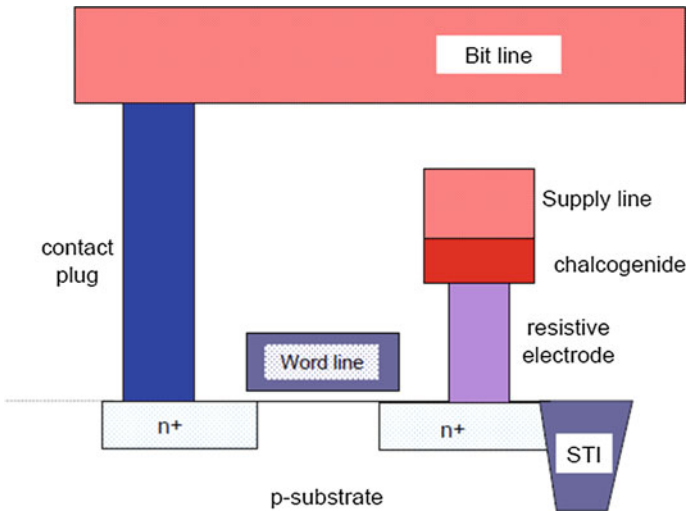 Bit line
Supply line
contact
plug
chalcogenide
resistive
electrode
Word line
n+
n+
STI
p-substrate